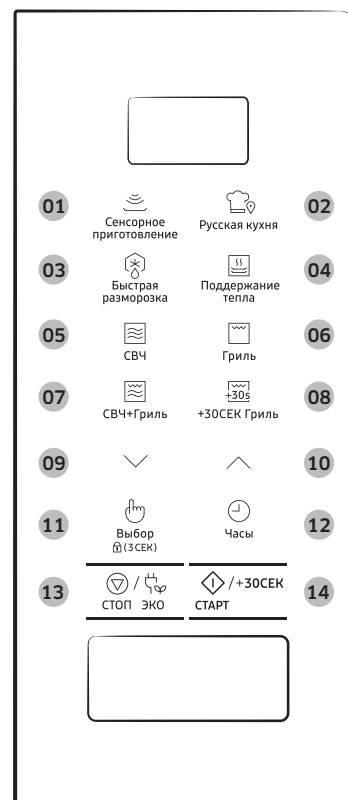 01
02
Сенсорное
приготовление
Русская кухня
03
04
Быстрая
разморозка
Поддержание
тепла
05
06
СВЧ
Гриль
07
08
+30s
СВЧ+Гриль
+30СЕК Гриль
09
10
11
12
Выбор
(3СЕК)
Часы
13
14
/
/+30СЕК
СТОП ЭКО
СТАРТ